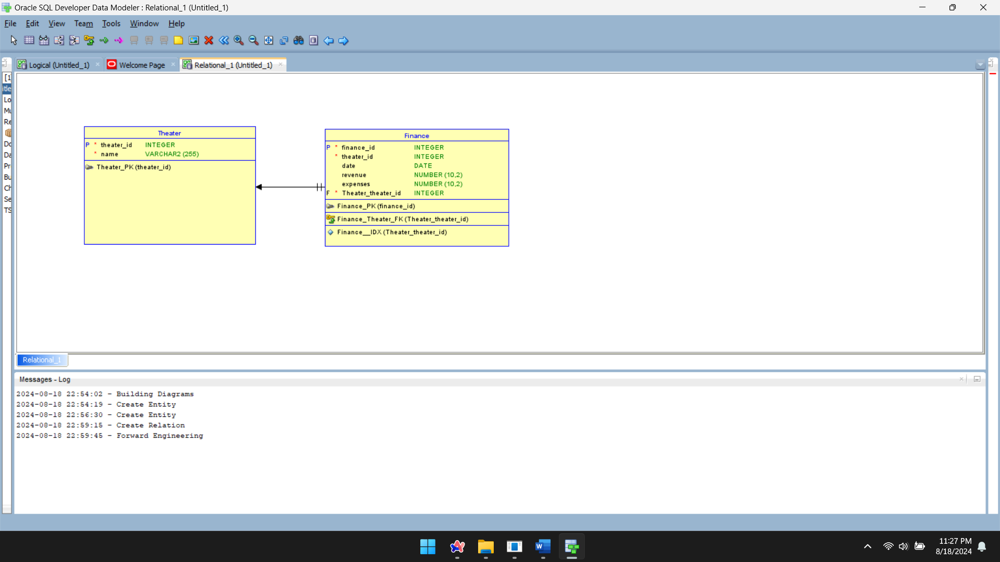 Oracle SQL Developer Data Modeler : Relational_1 (Untitled_1)
File Edit View Team Tools Window Help
Logical (Untitled_1) Welcome Page Relational_1 (Untitled_1)
[1]
itle
Lo
Mu
Re
Do
Da
Pr
Bu
Ch
Se
TS
Theater
P * theater_id INTEGER
* name VARCHAR2 (255)
Theater_PK (theater_id)
Finance
P * finance_id INTEGER
* theater_id INTEGER
date DATE
revenue NUMBER (10,2)
expenses NUMBER (10,2)
F * Theater_theater_id INTEGER
Finance_PK (finance_id)
Finance_Theater_FK (Theater_theater_id)
Finance__IDX (Theater_theater_id)
Relational_1
Messages - Log
2024-08-18 22:54:02 - Building Diagrams
2024-08-18 22:54:19 - Create Entity
2024-08-18 22:56:30 - Create Entity
2024-08-18 22:59:15 - Create Relation
2024-08-18 22:59:45 - Forward Engineering
W
11:27 PM
8/18/2024